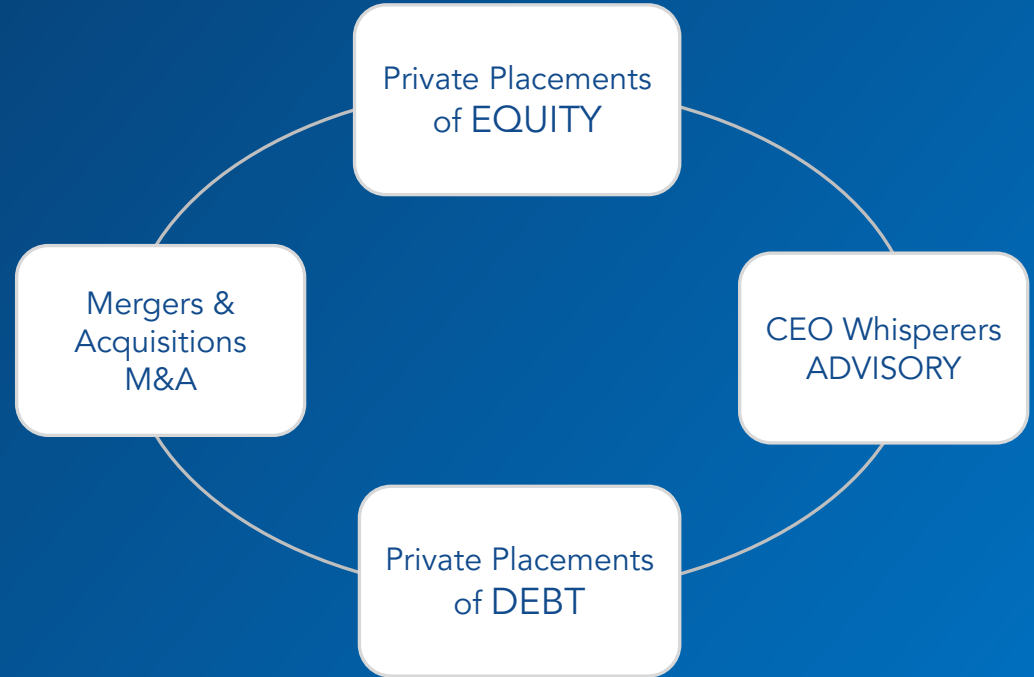 Private Placements
of EQUITY
Mergers &
Acquisitions
M&A
CEO Whisperers
ADVISORY
Private Placements
of DEBT